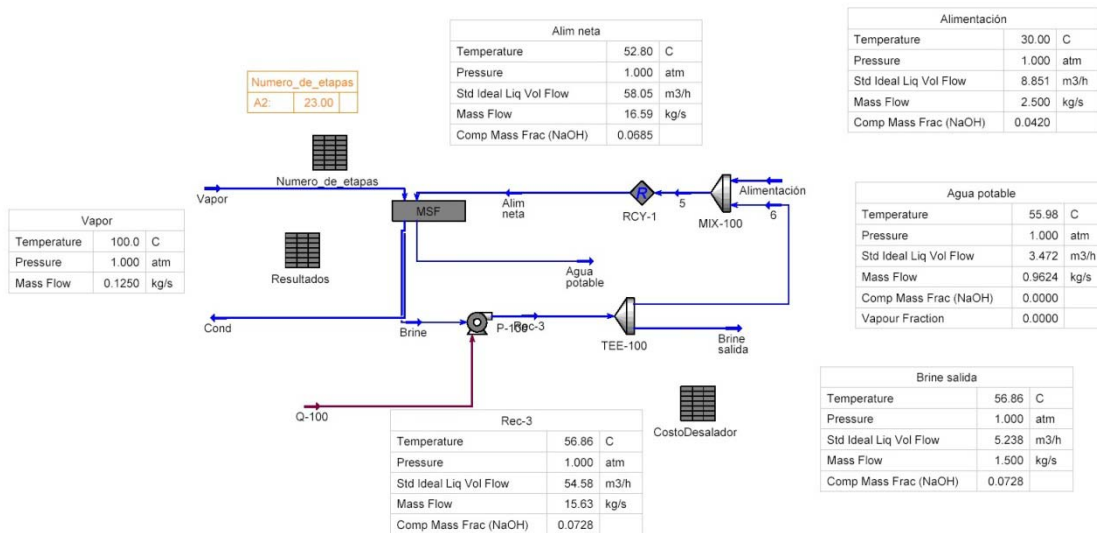 Alim neta
Temperature 52.80 C
Pressure 1.000 atm
Std Ideal Liq Vol Flow 58.05 m3/h
Mass Flow 16.59 kg/s
Comp Mass Frac (NaOH) 0.0685
Alimentación
Temperature 30.00 C
Pressure 1.000 atm
Std Ideal Liq Vol Flow 8.851 m3/h
Mass Flow 2.500 kg/s
Comp Mass Frac (NaOH) 0.0420
Numero_de_etapas
A2: 23.00
Numero_de_etapas
Vapor
MSF
Alim neta
R
RCY-1
5
MIX-100
Alimentación
6
Vapor
Temperature 100.0 C
Pressure 1.000 atm
Mass Flow 0.1250 kg/s
Resultados
Agua potable
Agua potable
Temperature 55.98 C
Pressure 1.000 atm
Std Ideal Liq Vol Flow 3.472 m3/h
Mass Flow 0.9624 kg/s
Comp Mass Frac (NaOH) 0.0000
Vapour Fraction 0.0000
Cond
Brine
P-100
Rec-3
TEE-100
Brine salida
Q-100
CostoDesalador
Rec-3
Temperature 56.86 C
Pressure 1.000 atm
Std Ideal Liq Vol Flow 54.58 m3/h
Mass Flow 15.63 kg/s
Comp Mass Frac (NaOH) 0.0728
Brine salida
Temperature 56.86 C
Pressure 1.000 atm
Std Ideal Liq Vol Flow 5.238 m3/h
Mass Flow 1.500 kg/s
Comp Mass Frac (NaOH) 0.0728